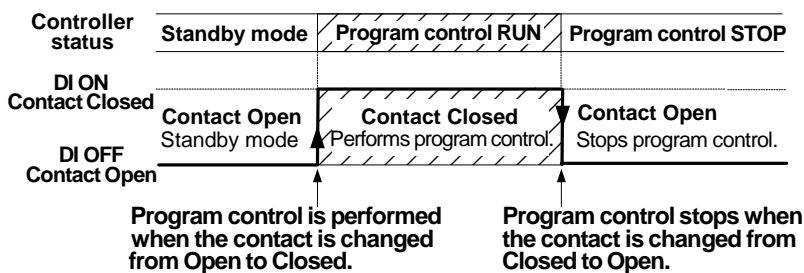 Controller status
Standby mode
Program control RUN
Program control STOP
DI ON
Contact Closed
Contact Open
Standby mode
Contact Closed
Performs program control.
Contact Open
Stops program control.
DI OFF
Contact Open
Program control is performed
when the contact is changed
from Open to Closed.
Program control stops when
the contact is changed from
Closed to Open.